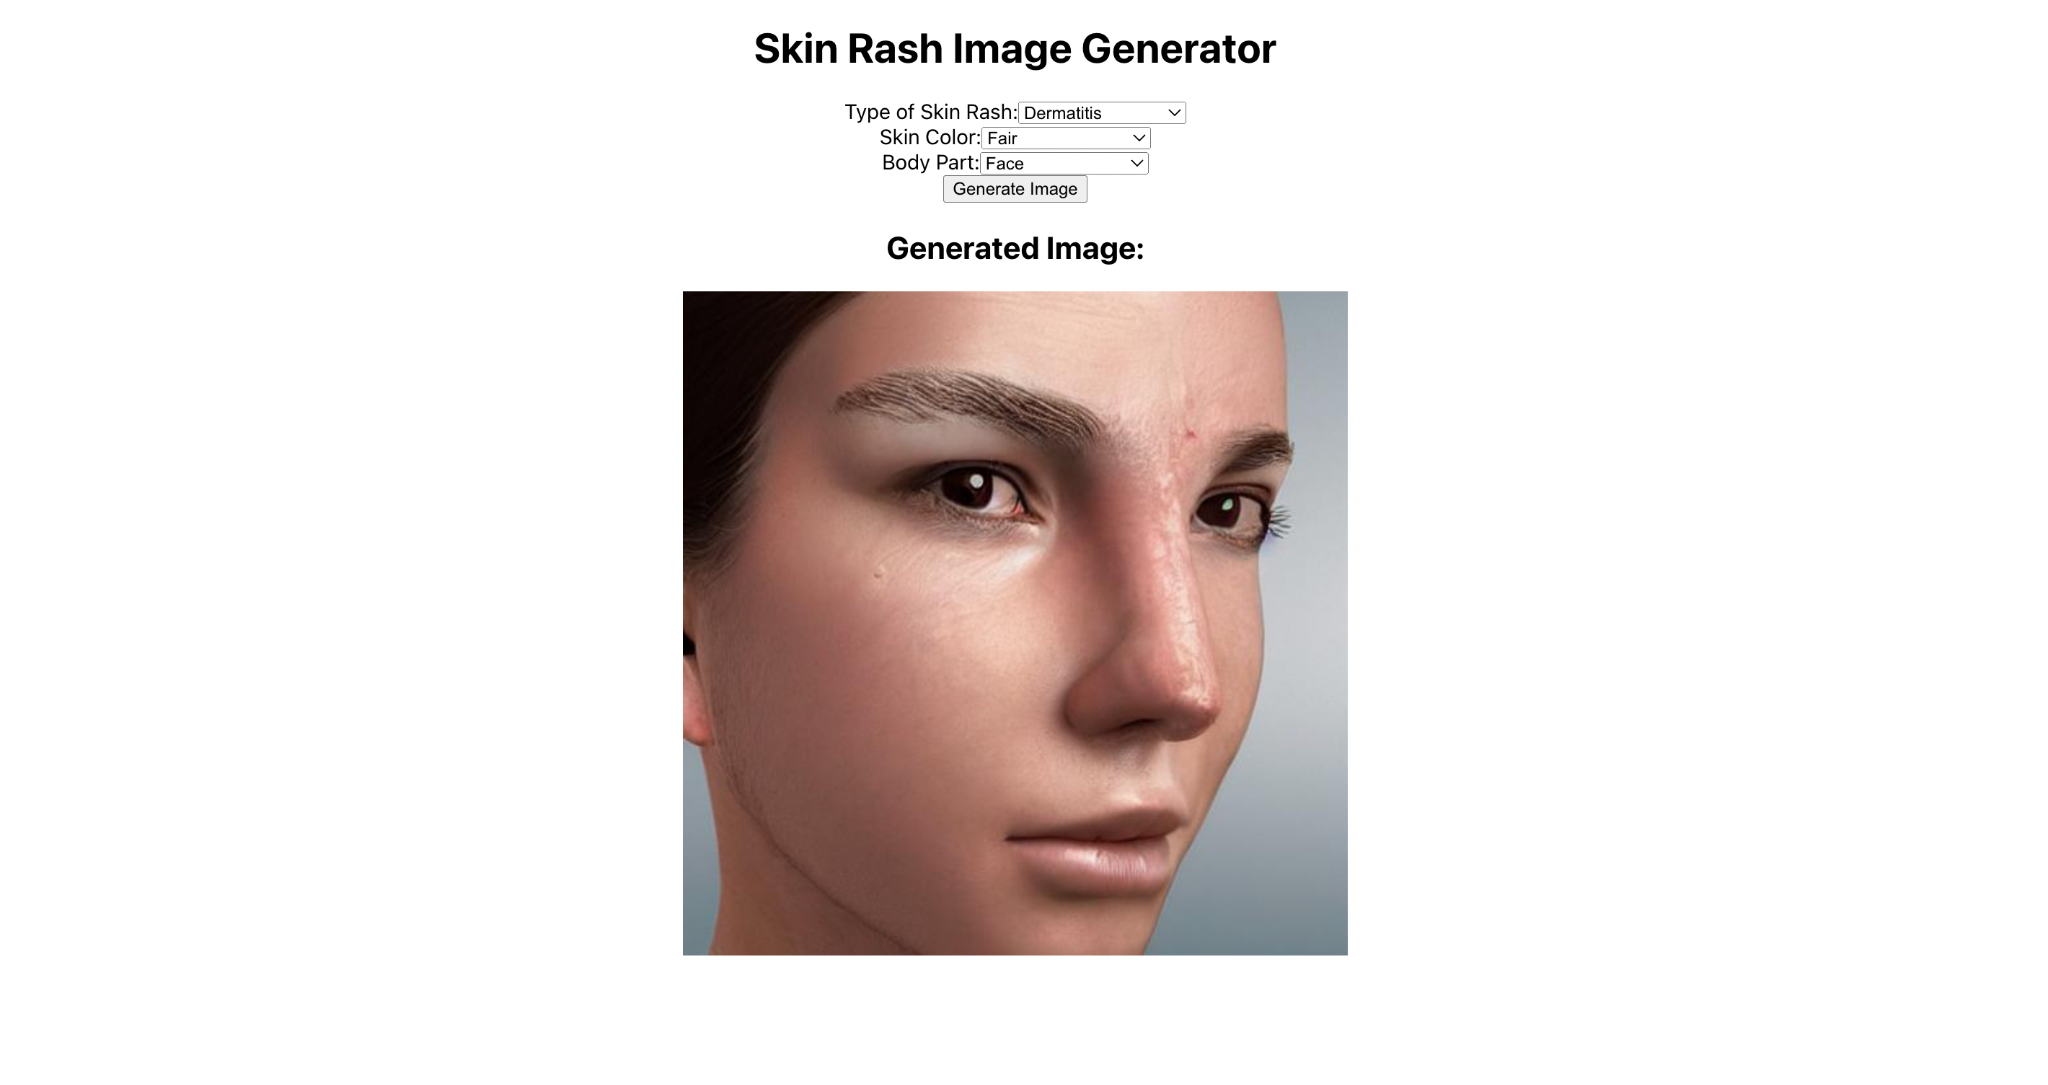 Skin Rash Image Generator
Type of Skin Rash: Dermatitis
Skin Color: Fair
Body Part: Face
Generate Image
Generated Image: